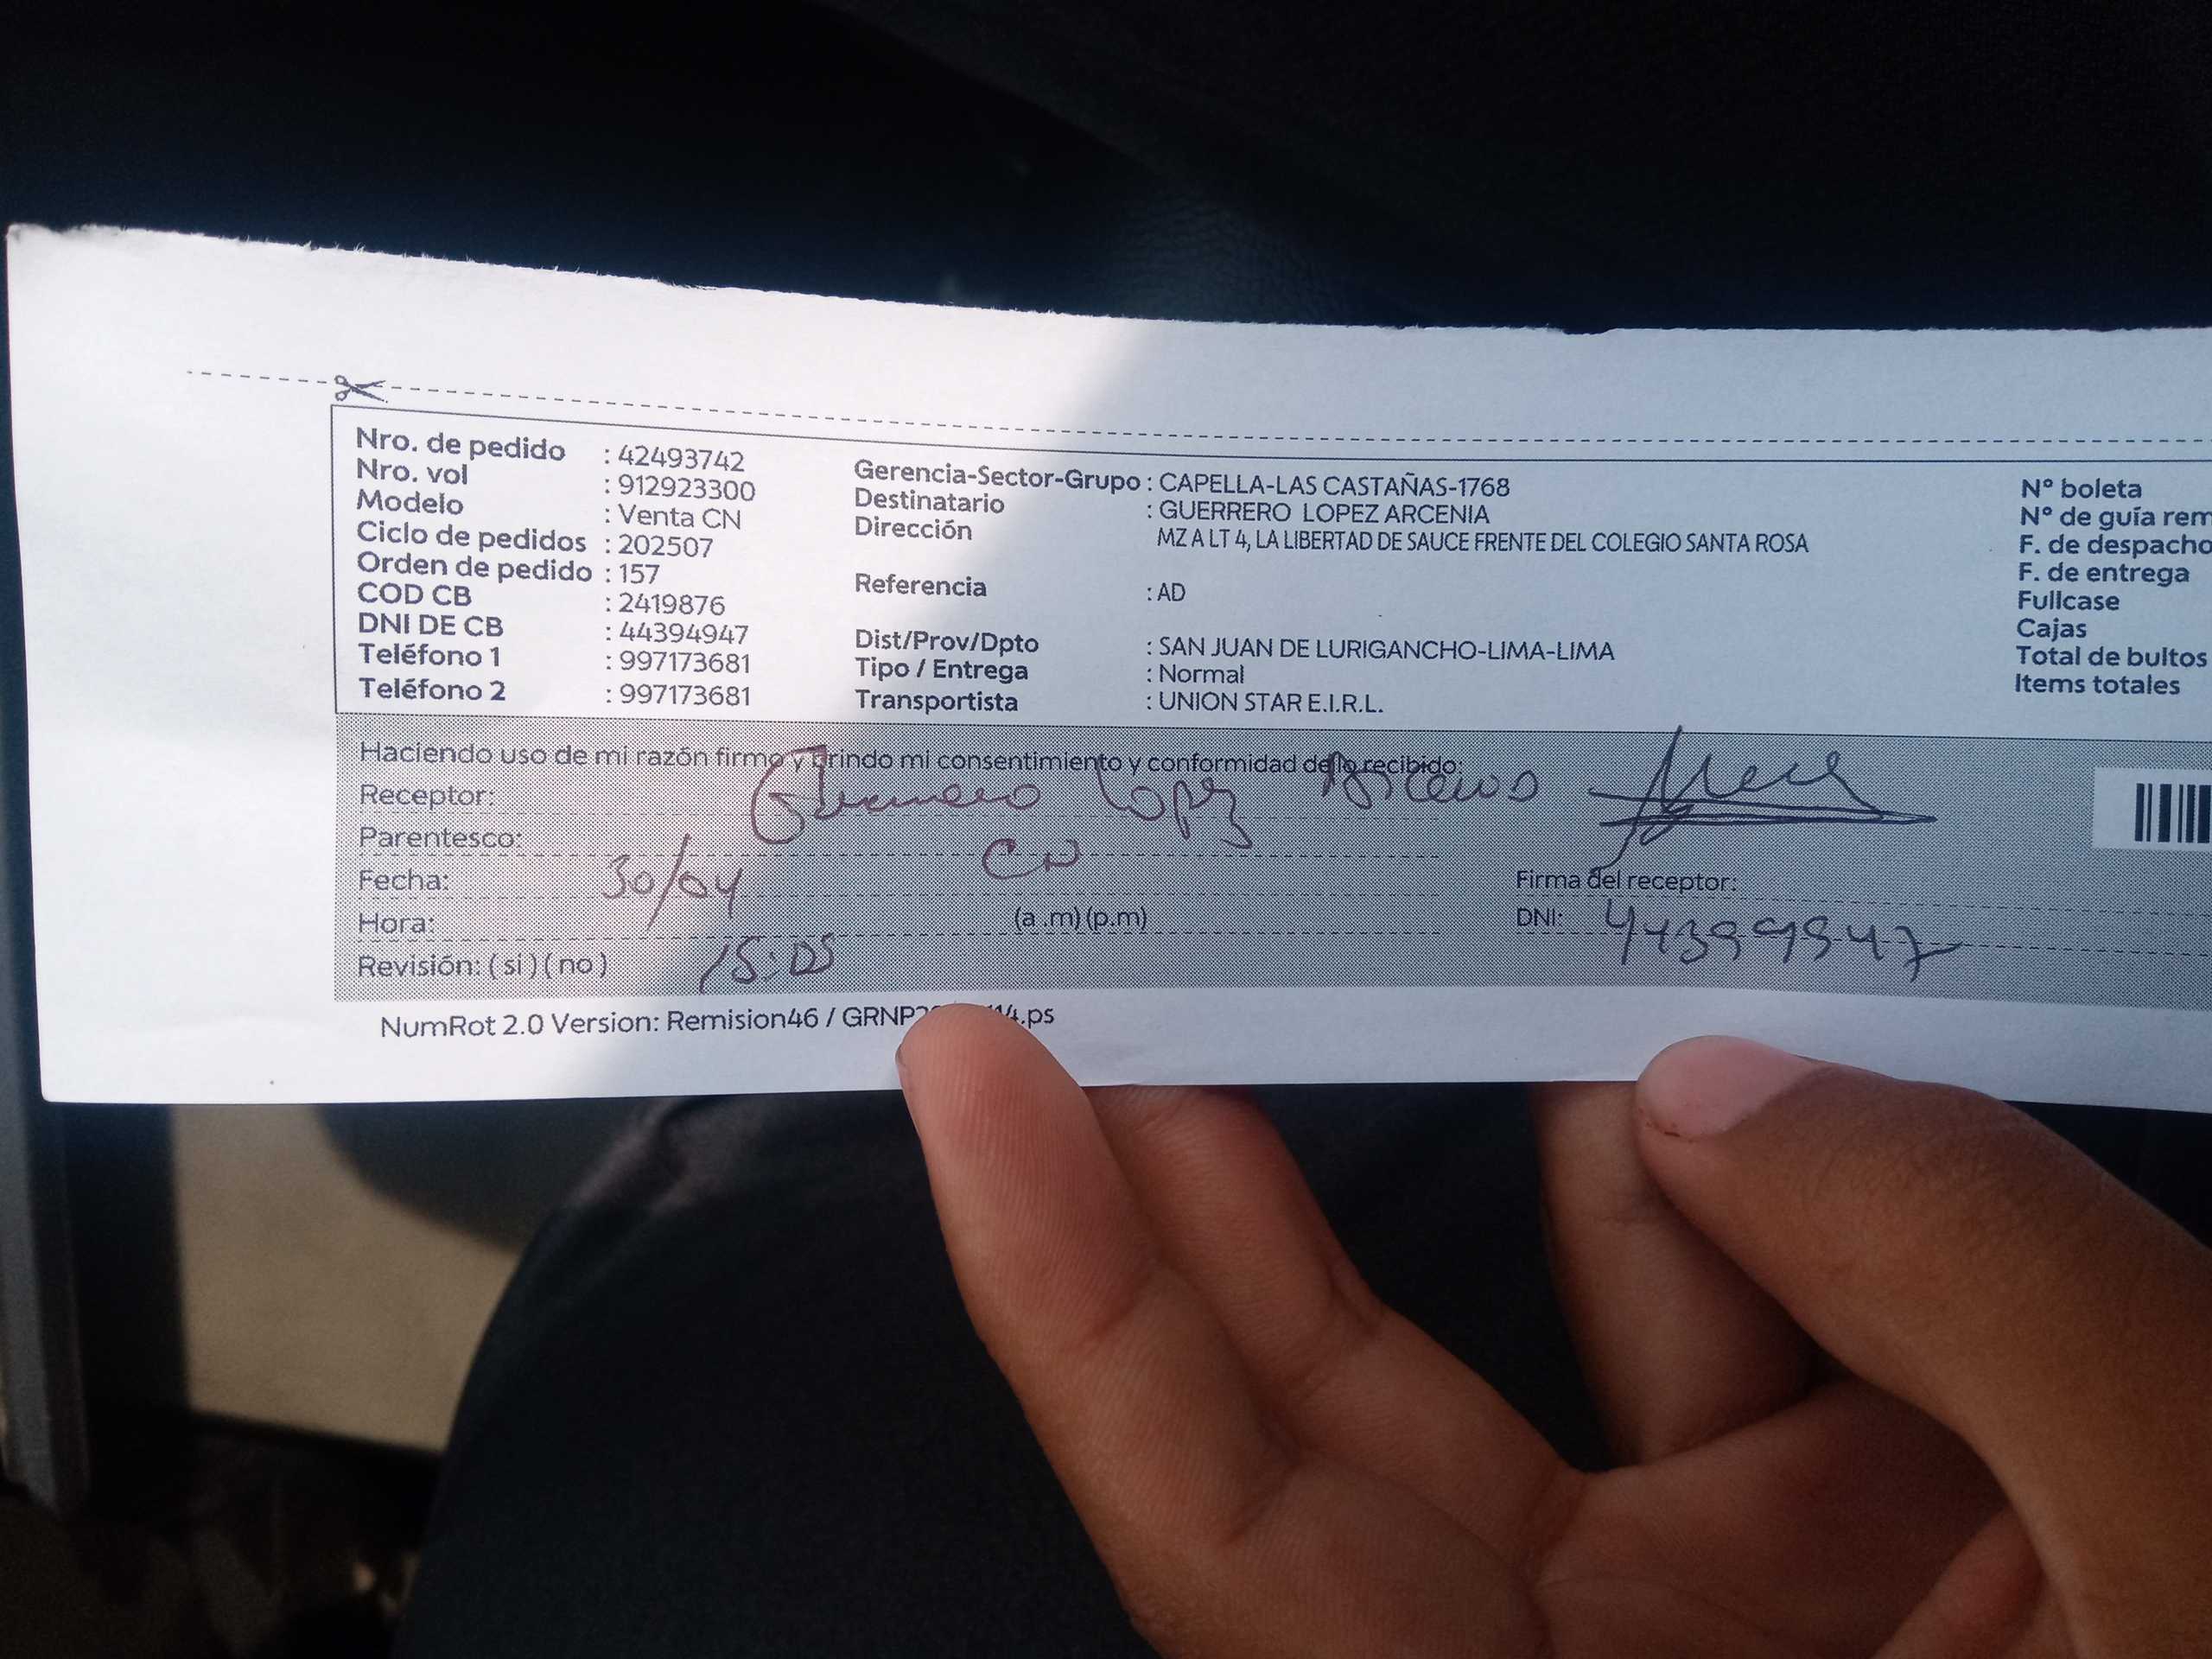 Nro. de pedido : 42493742
Nro. vol : 912923300
Modelo : Venta CN
Ciclo de pedidos : 202507
Orden de pedido : 157
COD CB : 2419876
DNI DE CB : 44394947
Teléfono 1 : 997173681
Teléfono 2 : 997173681
Gerencia-Sector-Grupo : CAPELLA-LAS CASTAÑAS-1768
Destinatario : GUERRERO LOPEZ ARCENIA
Dirección MZ A LT 4, LA LIBERTAD DE SAUCE FRENTE DEL COLEGIO SANTA ROSA
Referencia : AD
Dist/Prov/Dpto : SAN JUAN DE LURIGANCHO-LIMA-LIMA
Tipo / Entrega : Normal
Transportista : UNION STAR E.I.R.L.
N° boleta
N° de guía rem
F. de despacho
F. de entrega
Fullcase
Cajas
Total de bultos
Items totales
Haciendo uso de mi razón firmo y brindo mi consentimiento y conformidad de lo recibido:
Receptor: Guerrero Lopez
Parentesco: CN
Fecha: 30/04
Hora: (a .m) (p.m)
Revisión: ( si ) ( no ) 15:05
Firma del receptor:
DNI:
NumRot 2.0 Version: Remision46 / GRNP 14.ps